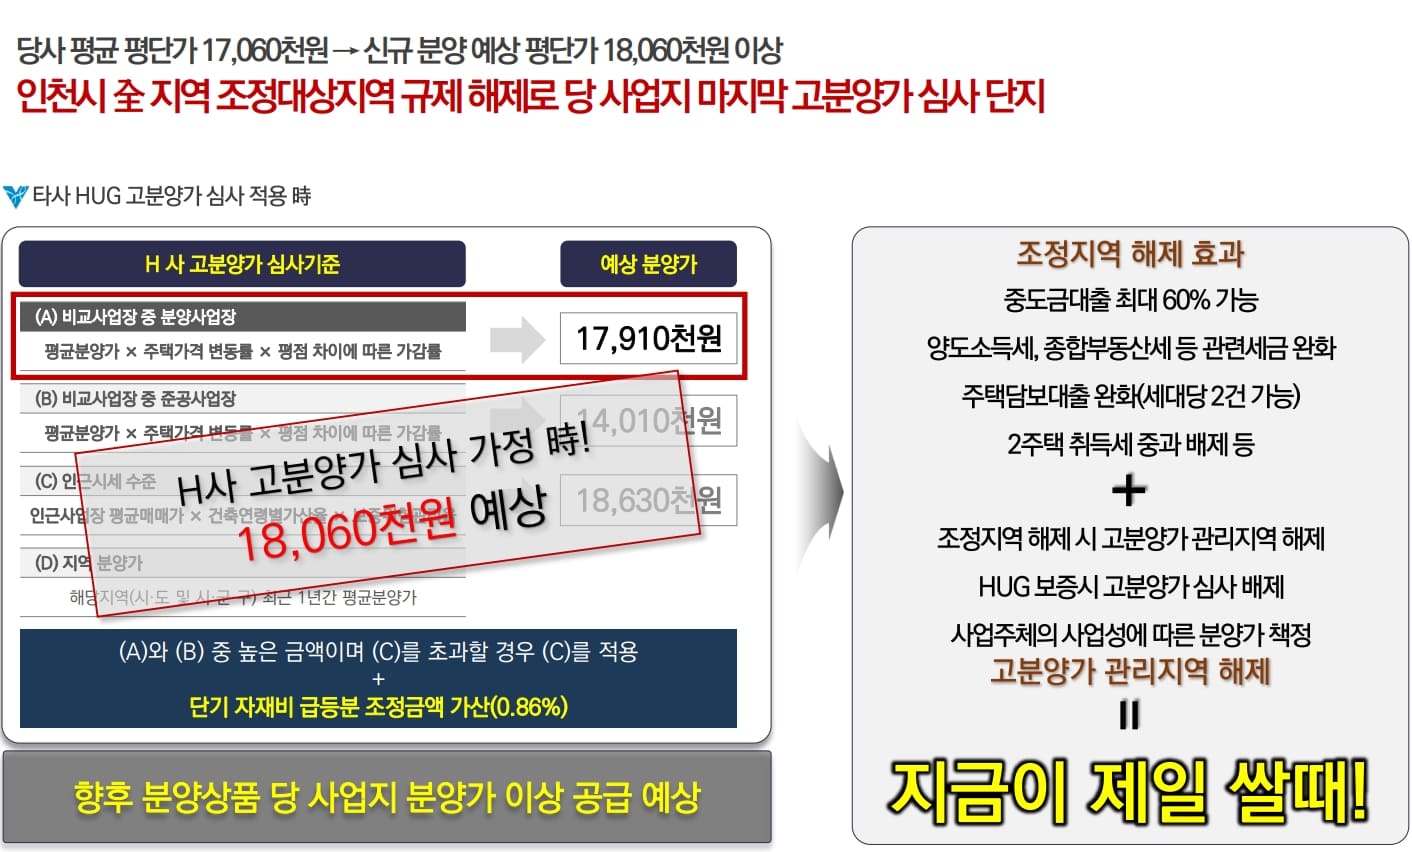 당사 평균 평단가 17,060천원 → 신규 분양 예상 평단가 18,060천원 이상
인천시 全 지역 조정대상지역 규제 해제로 당 사업지 마지막 고분양가 심사 단지
타사 HUG 고분양가 심사 적용 時
H 사 고분양가 심사기준
예상 분양가
(A) 비교사업장 중 분양사업장
평균분양가 × 주택가격 변동률 × 평점 차이에 따른 가감률
17,910천원
(B) 비교사업장 중 준공사업장
평균분양가 × 주택가격 변동률 × 평점 차이에 따른 가감률
14,010천원
(C) 인근시세 수준
인근사업장 평균매매가 × 건축연령별가산율 ×
18,630천원
(D) 지역 분양가
해당지역(시·도 및 시·군·구) 최근 1년간 평균분양가
H사 고분양가 심사 가정 時!
18,060천원 예상
(A)와 (B) 중 높은 금액이며 (C)를 초과할 경우 (C)를 적용
+
단기 자재비 급등분 조정금액 가산(0.86%)
향후 분양상품 당 사업지 분양가 이상 공급 예상
조정지역 해제 효과
중도금대출 최대 60% 가능
양도소득세, 종합부동산세 등 관련세금 완화
주택담보대출 완화(세대당 2건 가능)
2주택 취득세 중과 배제 등
+
조정지역 해제 시 고분양가 관리지역 해제
HUG 보증시 고분양가 심사 배제
사업주체의 사업성에 따른 분양가 책정
고분양가 관리지역 해제
=
지금이 제일 쌀때!